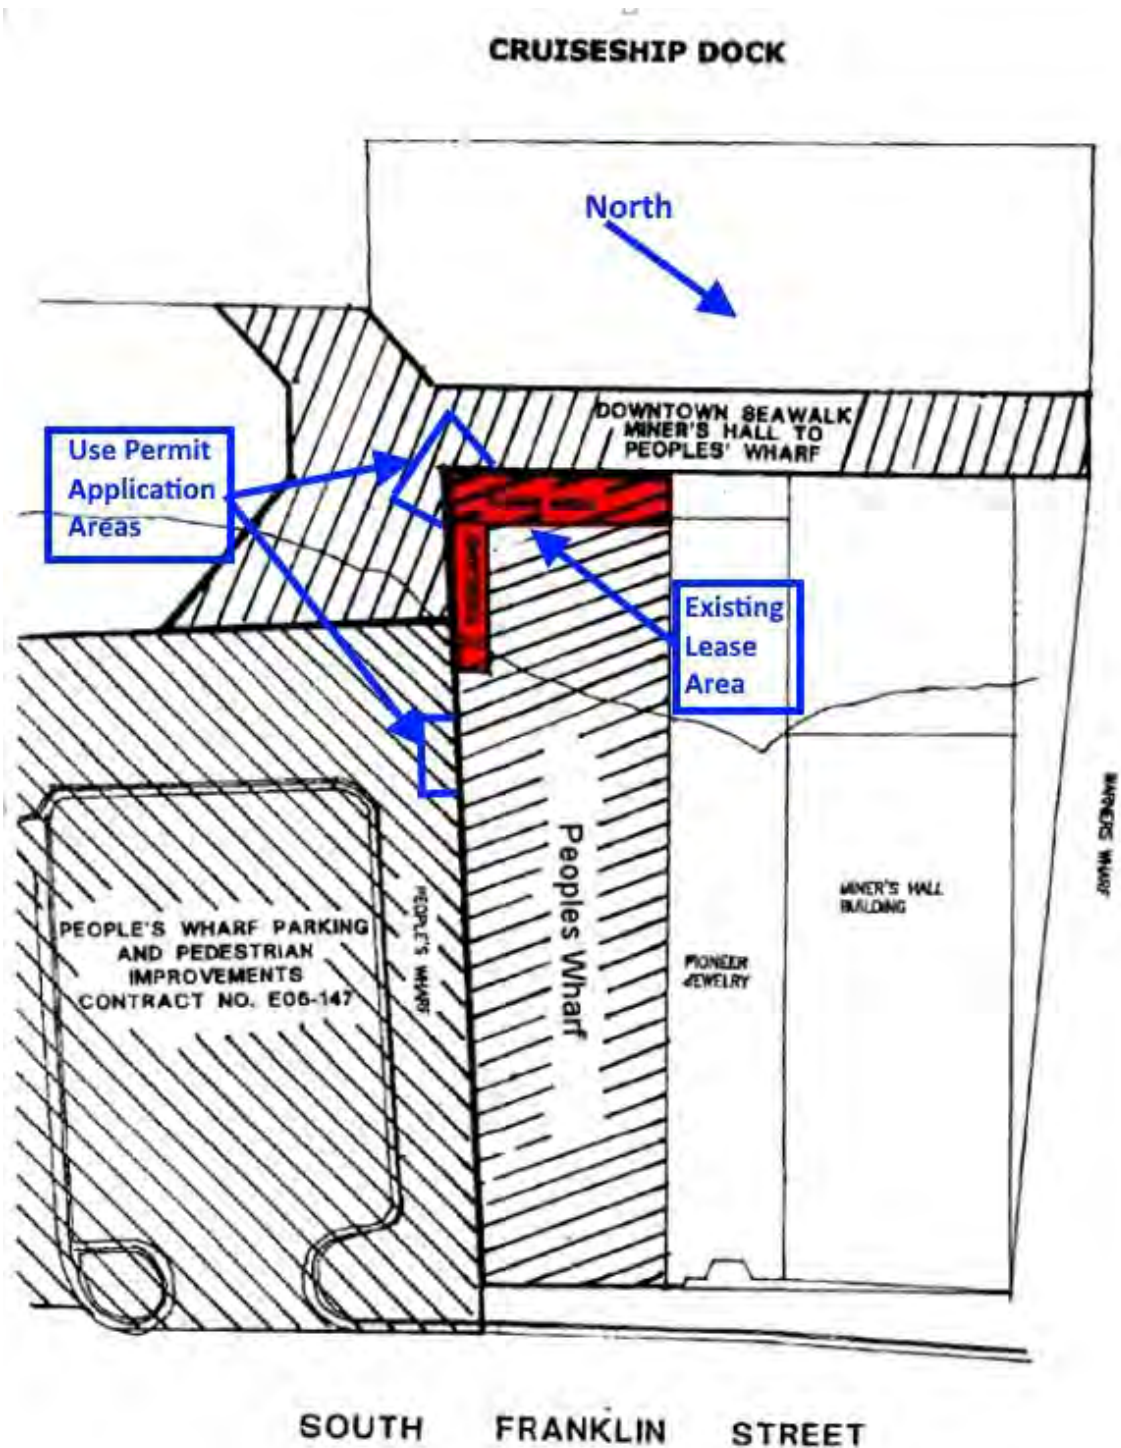 CRUISESHIP DOCK
North
DOWNTOWN SEAWALK
MINER'S HALL TO
PEOPLES' WHARF
Use Permit
Application
Areas
Existing
Lease
Area
Peoples Wharf
PEOPLE'S WHARF
PEOPLE'S WHARF PARKING
AND PEDESTRIAN
IMPROVEMENTS
CONTRACT NO. E05-147
PIONEER
JEWELRY
MINER'S HALL
BUILDING
SOUTH FRANKLIN STREET